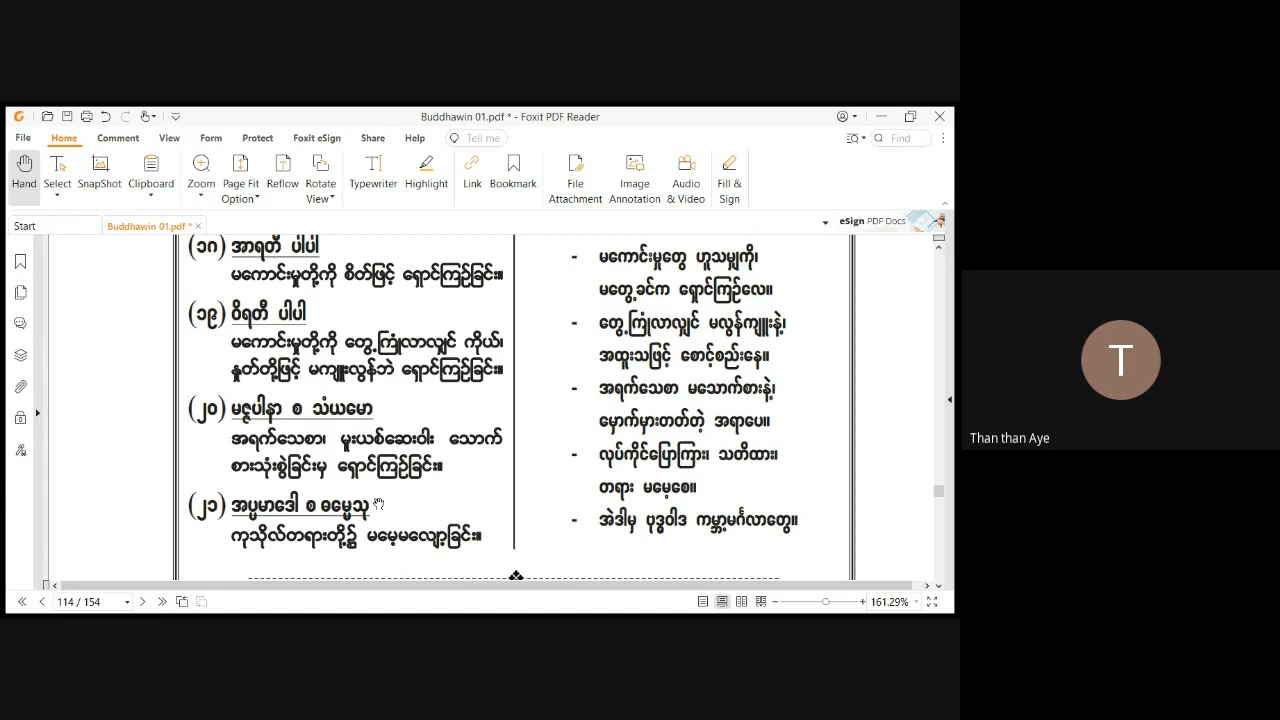 Buddhawin 01.pdf * - Foxit PDF Reader
File Home Comment View Form Protect Foxit eSign Share Help Tell me Find
Hand Select SnapShot Clipboard Zoom Page Fit Option Reflow Rotate View Typewriter Highlight Link Bookmark File Attachment Image Annotation Audio & Video Fill & Sign
Start Buddhawin 01.pdf * eSign PDF Docs
(၁၈) အာရတီ ပါပါ
မကောင်းမှုတို့ကို စိတ်ဖြင့် ရှောင်ကြဉ်ခြင်း။
(၁၉) ဝိရတီ ပါပါ
မကောင်းမှုတို့ကို တွေ့ကြုံလာလျှင် ကိုယ်၊
နှုတ်တို့ဖြင့် မကျူးလွန်ဘဲ ရှောင်ကြဉ်ခြင်း။
(၂၀) မဇ္ဇပါနာ စ သံယမော
အရက်သေစာ၊ မူးယစ်ဆေးဝါး သောက်
စားသုံးစွဲခြင်းမှ ရှောင်ကြဉ်ခြင်း။
(၂၁) အပ္ပမာဒေါ စ ဓမ္မေသု
ကုသိုလ်တရားတို့၌ မမေ့မလျော့ခြင်း။
- မကောင်းမှုတွေ ဟူသမျှကို၊
မတွေ့ခင်က ရှောင်ကြဉ်လေ။
- တွေ့ကြုံလာလျှင် မလွန်ကျူးနဲ့၊
အထူးသဖြင့် စောင့်စည်းနေ။
- အရက်သေစာ မသောက်စားနဲ့၊
မှောက်မှားတတ်တဲ့ အရာပေ။
- လုပ်ကိုင်ပြောကြား၊ သတိထား၊
တရား မမေ့စေ။
- အဲဒါမှ ဗုဒ္ဓဝါဒ ကမ္ဘာ့မင်္ဂလာတွေ။
114 / 154
161.29%
T
Than than Aye